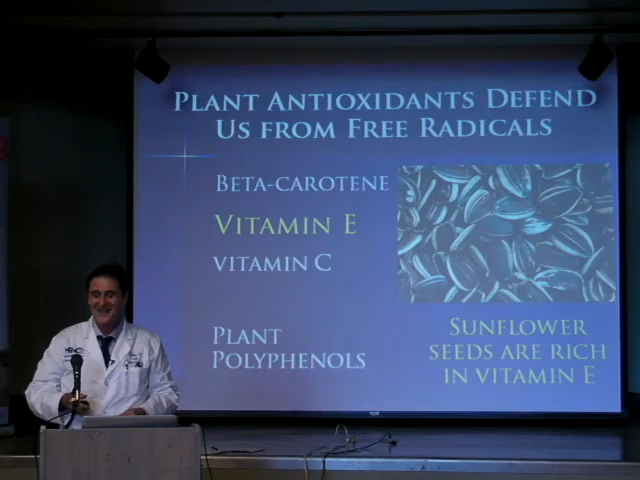 PLANT ANTIOXIDANTS DEFEND
US FROM FREE RADICALS
BETA-CAROTENE
VITAMIN E
VITAMIN C
PLANT
POLYPHENOLS
SUNFLOWER
SEEDS ARE RICH
IN VITAMIN E